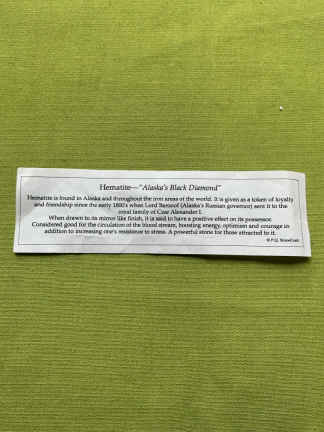 Hematite—"Alaska's Black Diamond"
Hematite is found in Alaska and throughout the iron areas of the world. It is given as a token of loyalty
and friendship since the early 1800's when Lord Baranof (Alaska's Russian governor) sent it to the
royal family of Czar Alexander I.
When drawn to its mirror like finish, it is said to have a positive effect on its possessor.
Considered good for the circulation of the blood stream, boosting energy, optimism and courage in
addition to increasing one's resistance to stress. A powerful stone for those attracted to it.